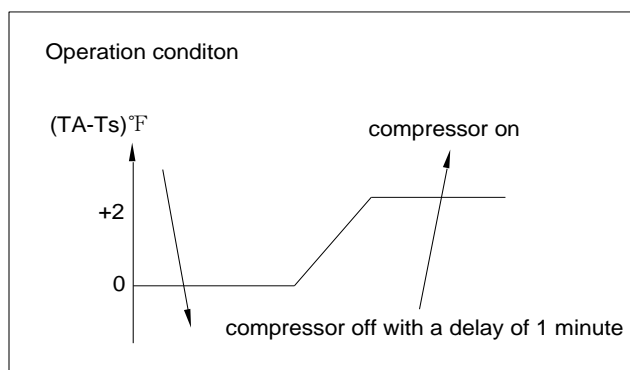 Operation conditon
(TA-Ts)℉
compressor on
+2
0
compressor off with a delay of 1 minute